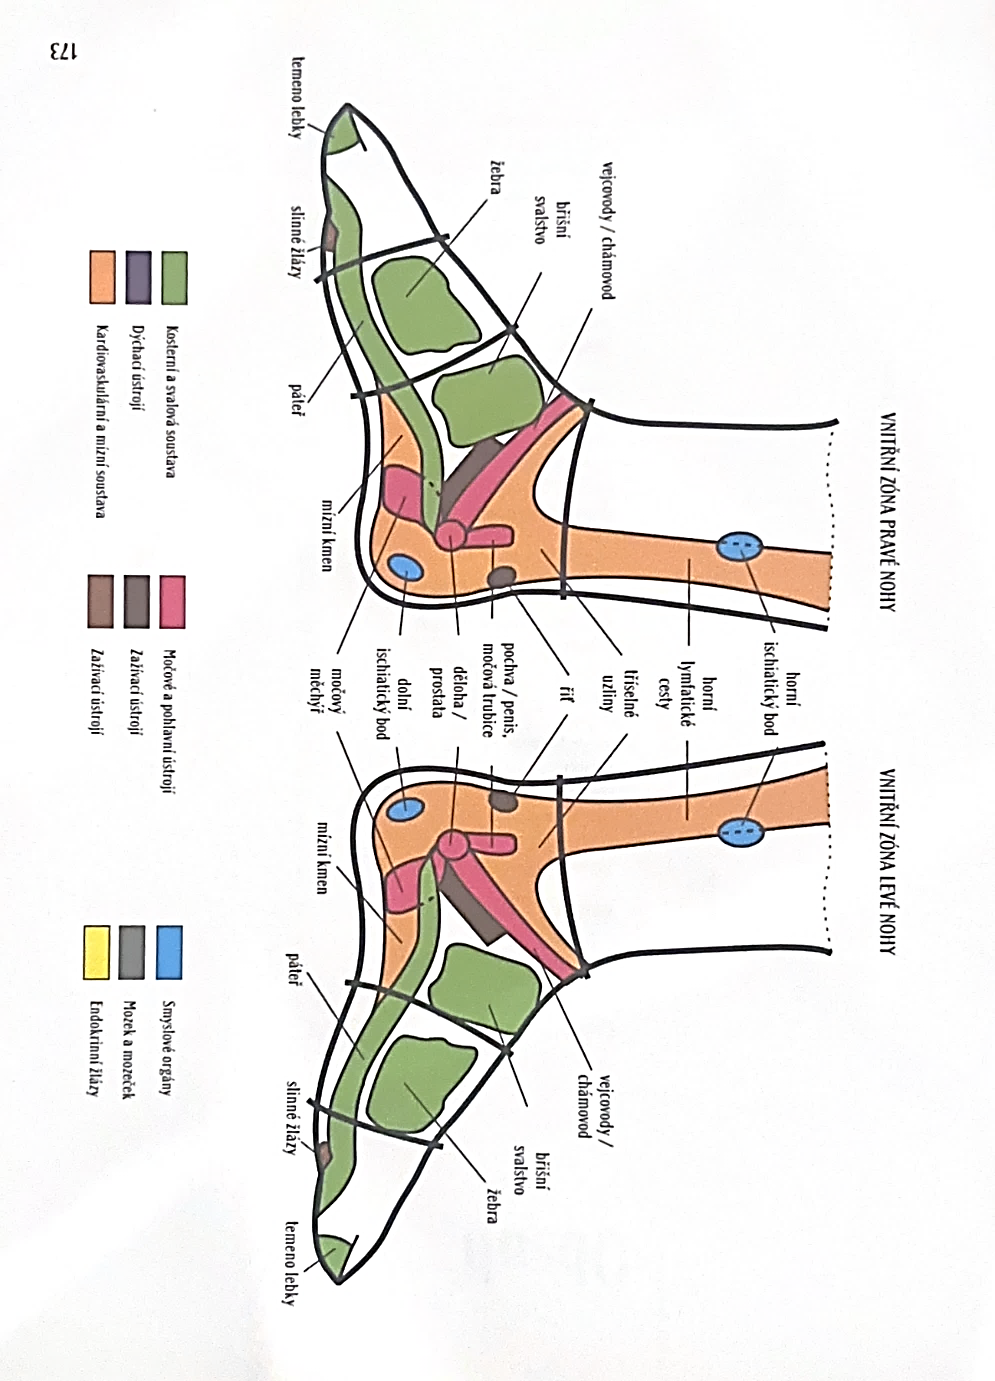 VNITŘNÍ ZÓNA PRAVÉ NOHY
VNITŘNÍ ZÓNA LEVÉ NOHY
horní
ischiatický bod
horní
lymfatické
cesty
tříselné
uzliny
řiť
pochva / penis,
močová trubice
děloha /
prostata
dolní
ischiatický bod
močový
měchýř
vejcovody / chámovod
břišní
svalstvo
žebra
temeno lebky
slinné žlázy
páteř
mízní kmen
vejcovody /
chámovod
břišní
svalstvo
žebra
mízní kmen
páteř
slinné žlázy
temeno lebky
Kosterní a svalová soustava
Dýchací ústrojí
Kardiovaskulární a mízní soustava
Močové a pohlavní ústrojí
Zažívací ústrojí
Zažívací ústrojí
Smyslové orgány
Mozek a mozeček
Endokrinní žlázy
173